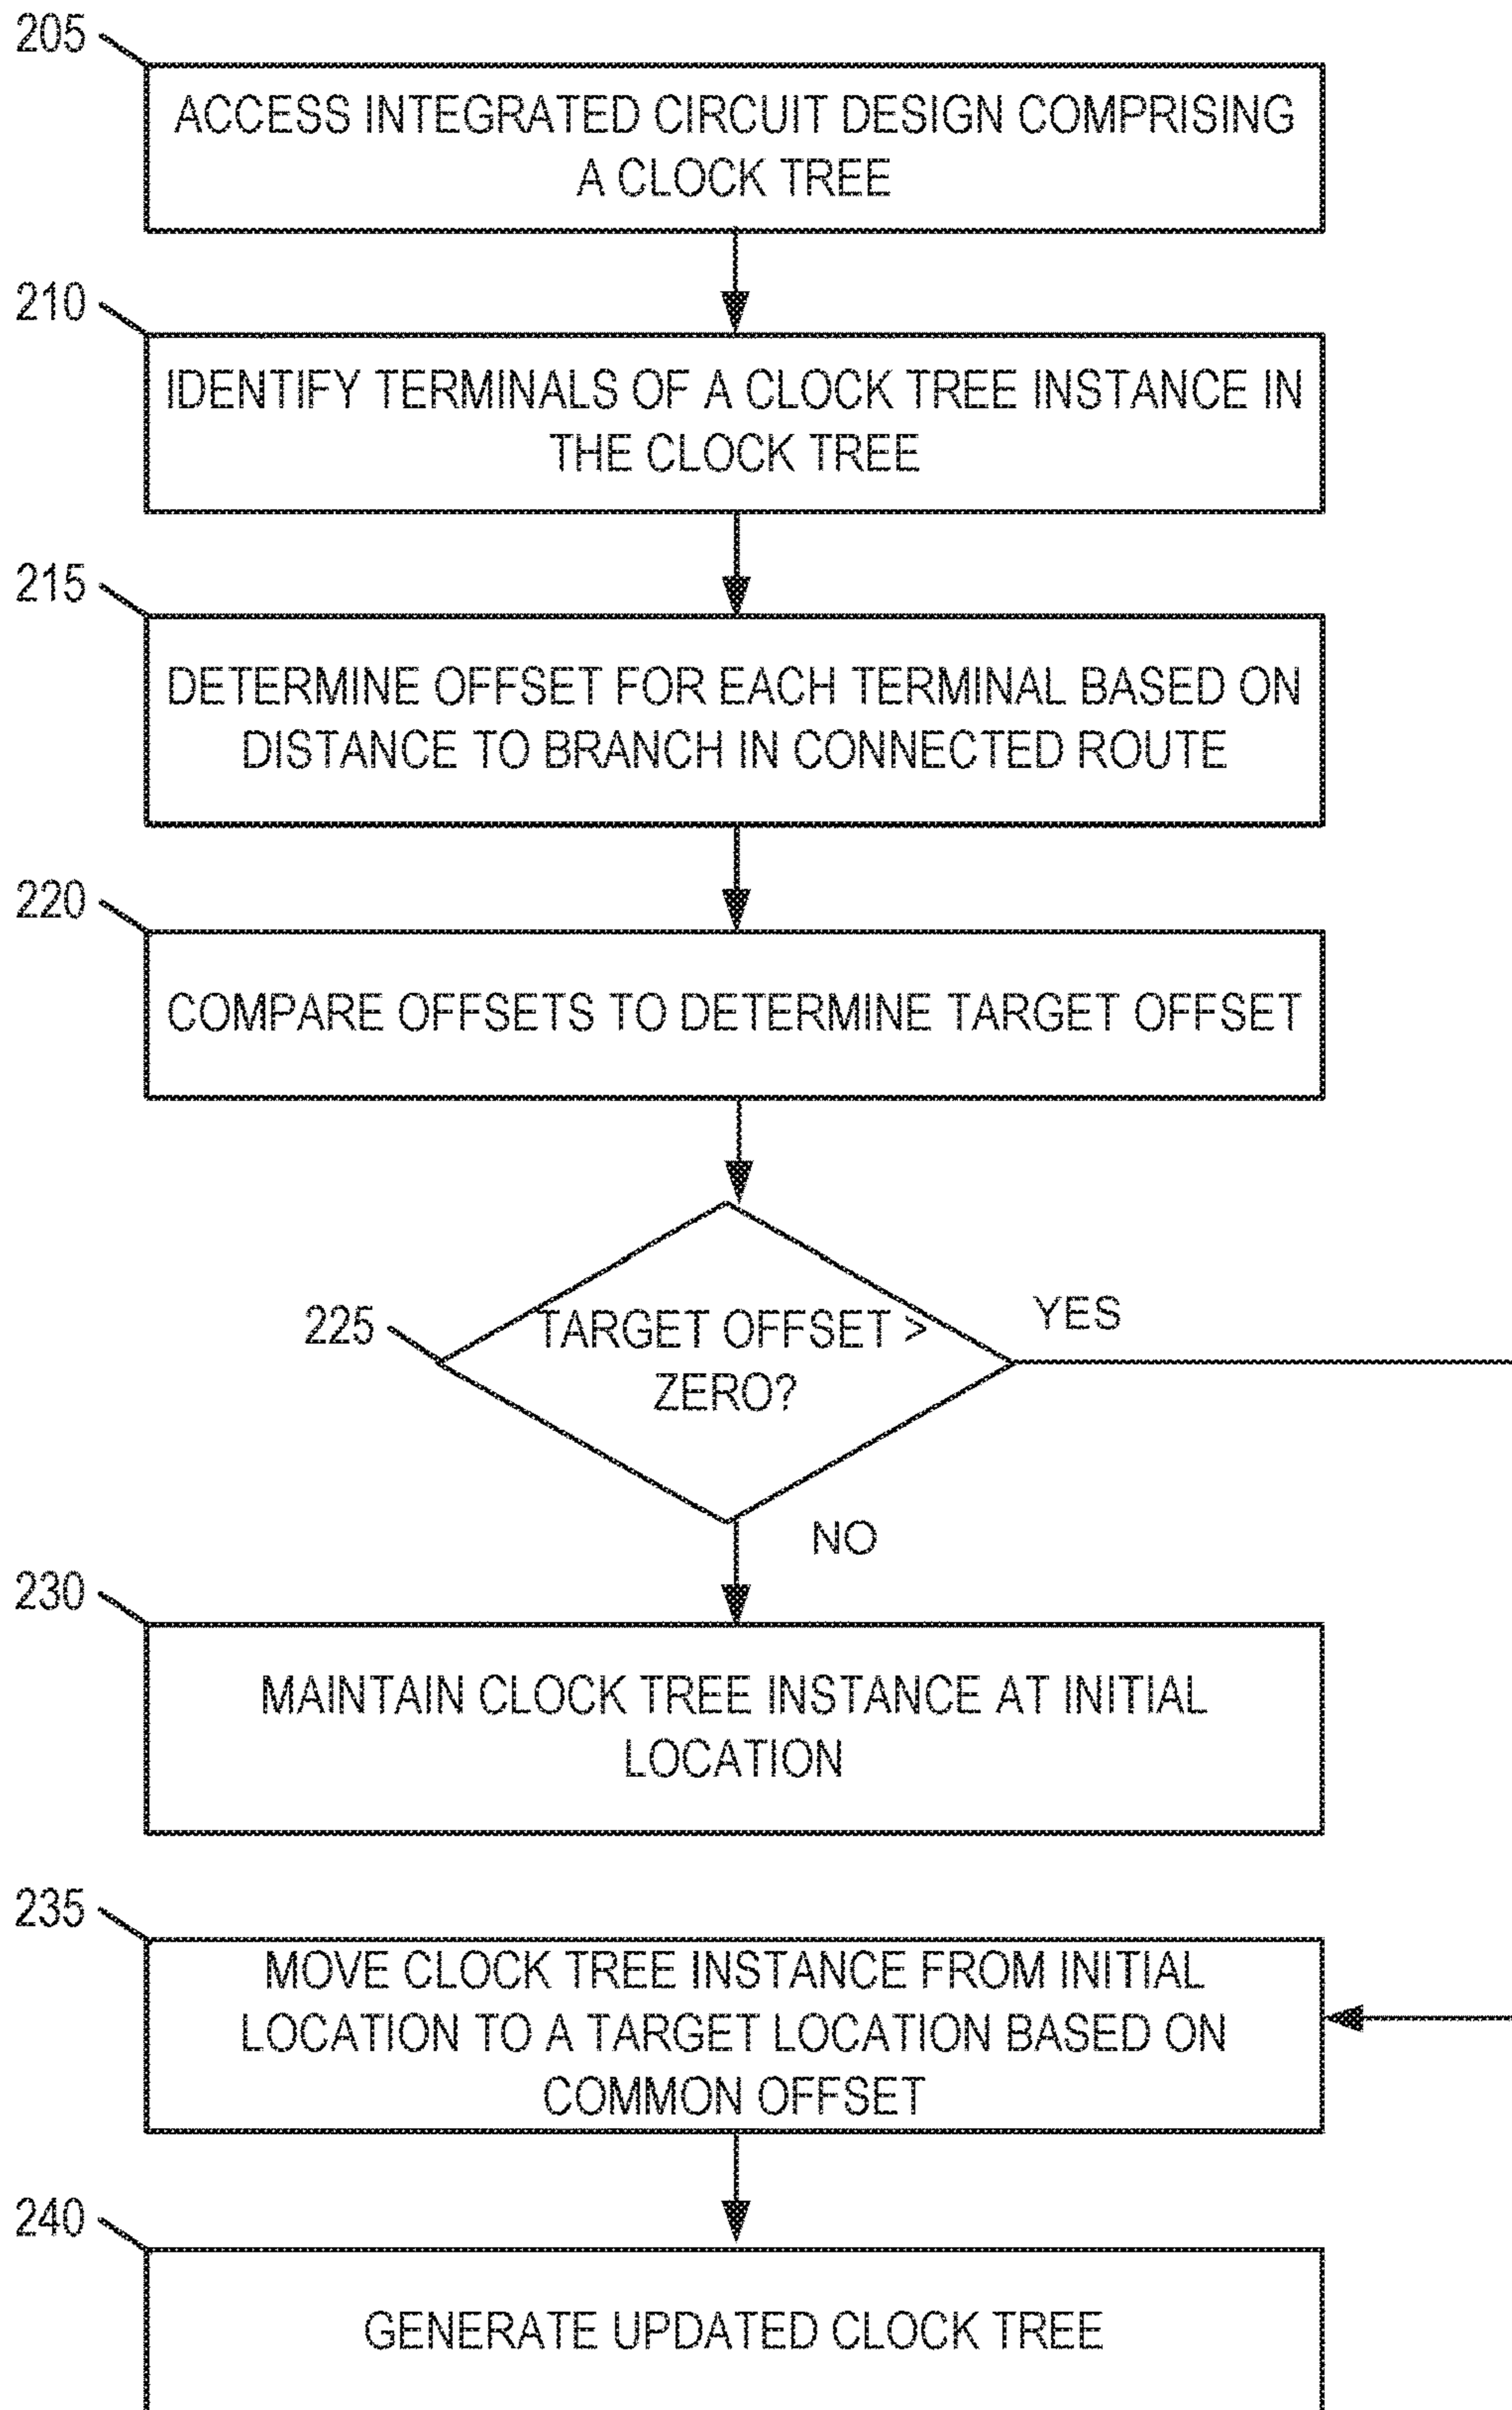 205
ACCESS INTEGRATED CIRCUIT DESIGN COMPRISING
A CLOCK TREE
210
IDENTIFY TERMINALS OF A CLOCK TREE INSTANCE IN
THE CLOCK TREE
215
DETERMINE OFFSET FOR EACH TERMINAL BASED ON
DISTANCE TO BRANCH IN CONNECTED ROUTE
220
COMPARE OFFSETS TO DETERMINE TARGET OFFSET
225
TARGET OFFSET >
ZERO?
YES
NO
230
MAINTAIN CLOCK TREE INSTANCE AT INITIAL
LOCATION
235
MOVE CLOCK TREE INSTANCE FROM INITIAL
LOCATION TO A TARGET LOCATION BASED ON
COMMON OFFSET
240
GENERATE UPDATED CLOCK TREE